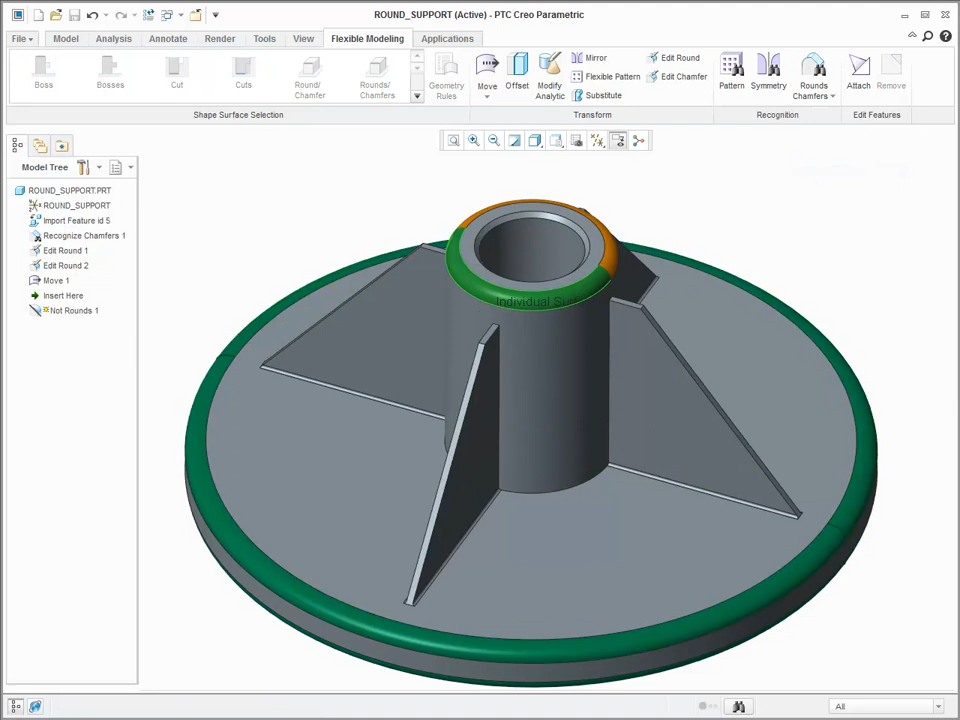 ROUND_SUPPORT (Active) - PTC Creo Parametric
File Model Analysis Annotate Render Tools View Flexible Modeling Applications
Boss
Bosses
Cut
Cuts
Round/
Chamfer
Rounds/
Chamfers
Geometry
Rules
Move
Offset
Modify
Analytic
Mirror
Flexible Pattern
Substitute
Edit Round
Edit Chamfer
Pattern
Symmetry
Rounds
Chamfers
Attach
Remove
Shape Surface Selection
Transform
Recognition
Edit Features
Model Tree
ROUND_SUPPORT.PRT
ROUND_SUPPORT
Import Feature id 5
Recognize Chamfers 1
Edit Round 1
Edit Round 2
Move 1
Insert Here
Not Rounds 1
Individual
All